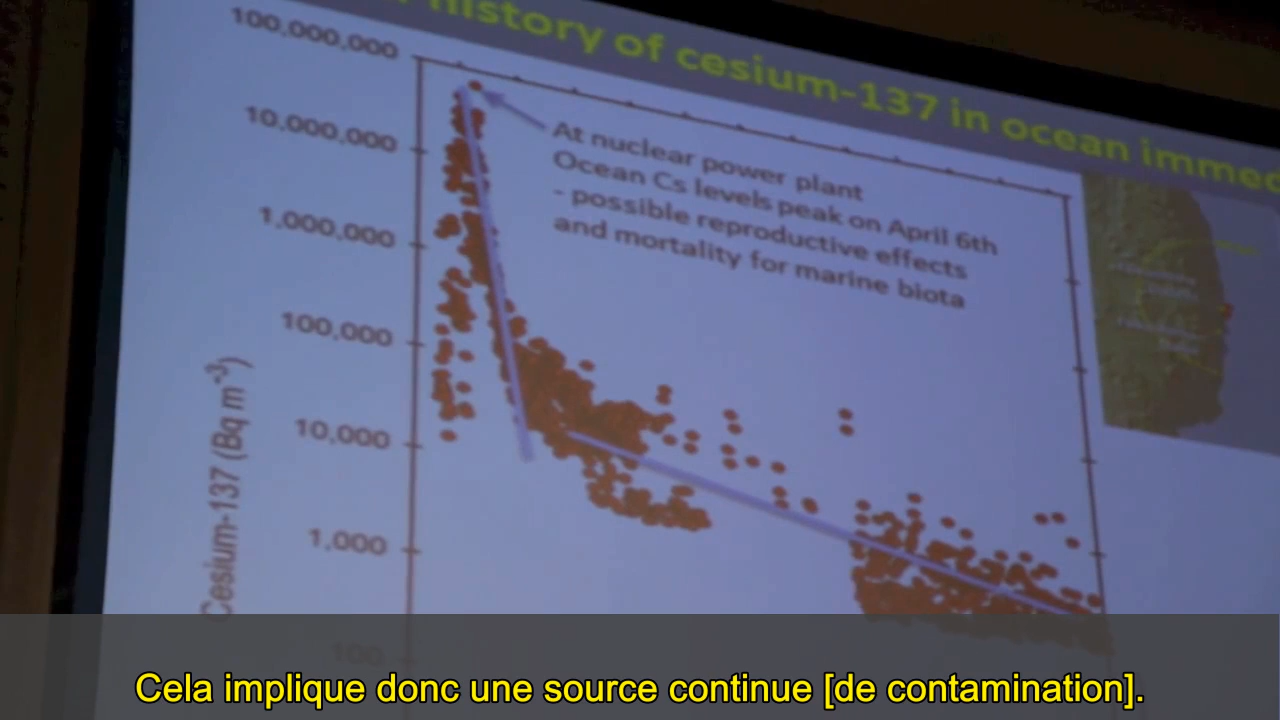 history of cesium-137 in ocean immed
100,000,000
10,000,000
1,000,000
100,000
10,000
1,000
100
Cesium-137 (Bq m⁻³)
At nuclear power plant
Ocean Cs levels peak on April 6th
- possible reproductive effects
and mortality for marine biota
Cela implique donc une source continue [de contamination].